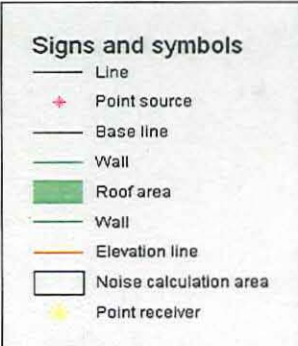 Signs and symbols
Line
Point source
Base line
Wall
Roof area
Wall
Elevation line
Noise calculation area
Point receiver